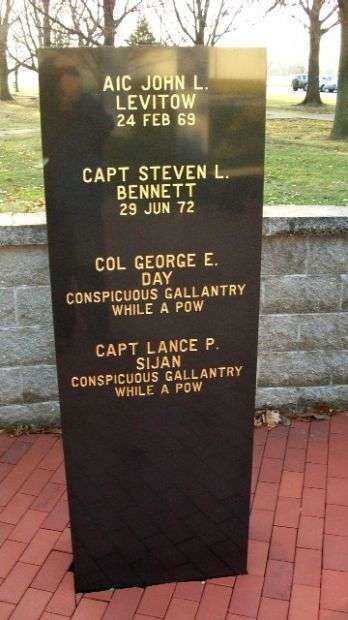 A1C JOHN L.
LEVITOW
24 FEB 69
CAPT STEVEN L.
BENNETT
29 JUN 72
COL GEORGE E.
DAY
CONSPICUOUS GALLANTRY
WHILE A POW
CAPT LANCE P.
SIJAN
CONSPICUOUS GALLANTRY
WHILE A POW